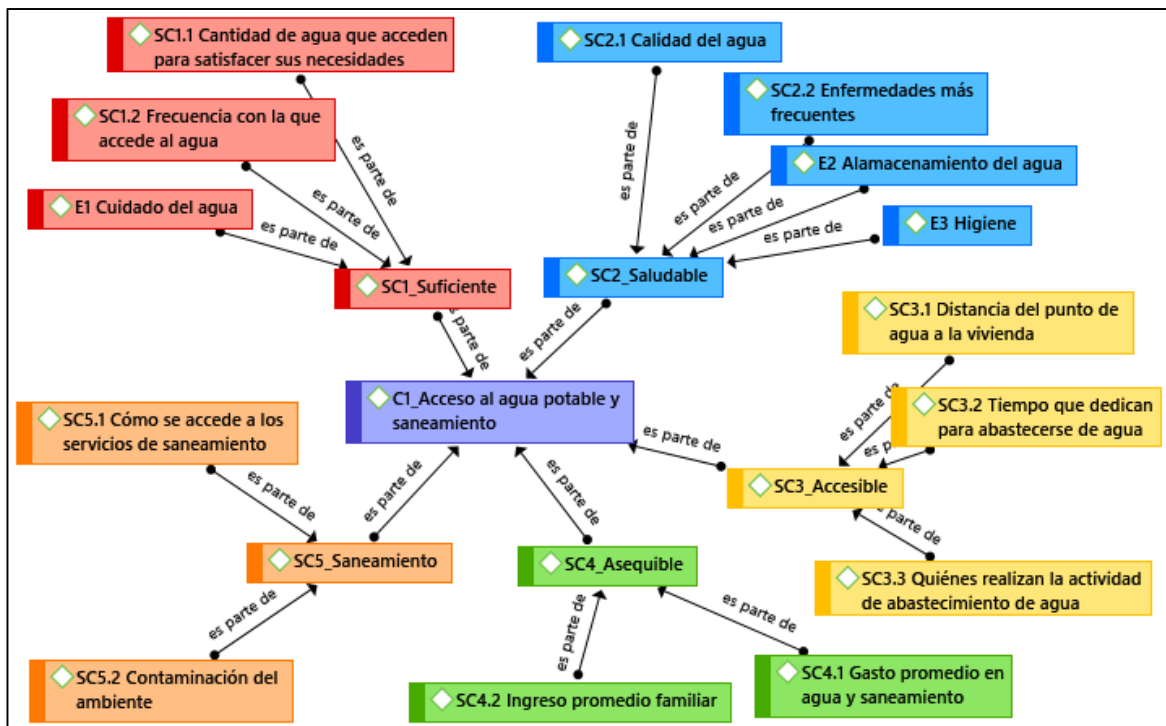 SC1.1 Cantidad de agua que acceden
para satisfacer sus necesidades
SC2.1 Calidad del agua
SC2.2 Enfermedades más
frecuentes
SC1.2 Frecuencia con la que
accede al agua
es parte de
es parte de
E2 Alamacenamiento del agua
E1 Cuidado del agua
es parte de
es parte de
es parte de
es parte de
es parte de
E3 Higiene
SC1_Suficiente
SC2_Saludable
es parte de
es parte de
SC3.1 Distancia del punto de
agua a la vivienda
C1_Acceso al agua potable y
saneamiento
SC5.1 Cómo se accede a los
servicios de saneamiento
es parte de
SC3.2 Tiempo que dedican
para abastecerse de agua
es parte de
es p
es parte de
es parte de
es parte de
SC3_Accesible
SC5_Saneamiento
SC4_Asequible
es parte de
SC3.3 Quiénes realizan la actividad
de abastecimiento de agua
es parte de
es parte de
es parte de
SC5.2 Contaminación del
ambiente
SC4.2 Ingreso promedio familiar
SC4.1 Gasto promedio en
agua y saneamiento